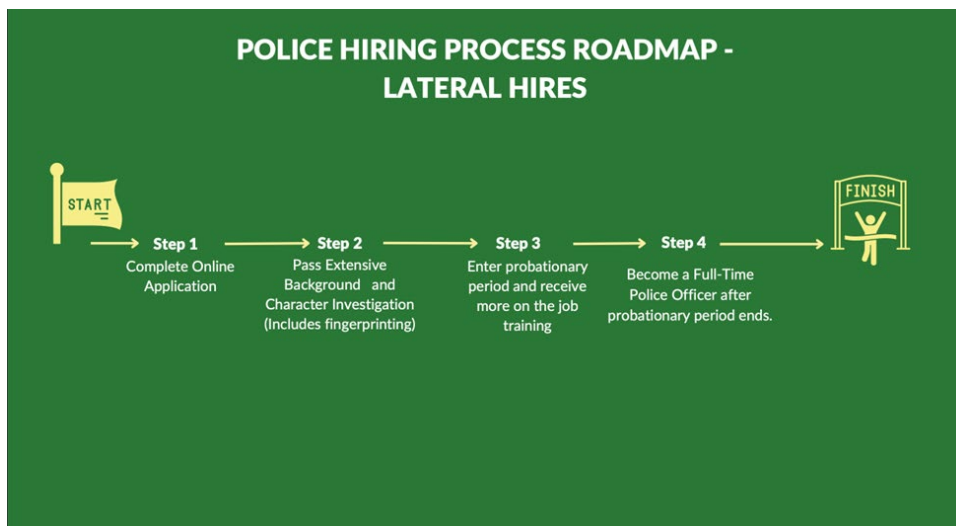 POLICE HIRING PROCESS ROADMAP -
LATERAL HIRES
START
FINISH
Step 1
Complete Online
Application
Step 2
Pass Extensive
Background and
Character Investigation
(Includes fingerprinting)
Step 3
Enter probationary
period and receive
more on the job
training
Step 4
Become a Full-Time
Police Officer after
probationary period ends.